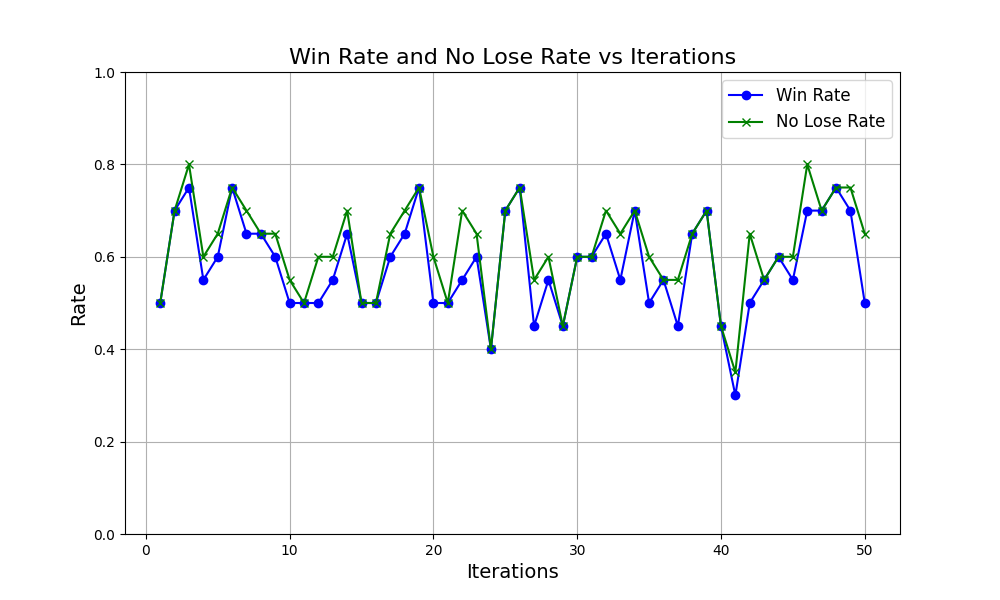 Win Rate and No Lose Rate vs Iterations
Win Rate
No Lose Rate
1.0
0.8
0.6
0.4
0.2
0.0
Rate
0 10 20 30 40 50
Iterations